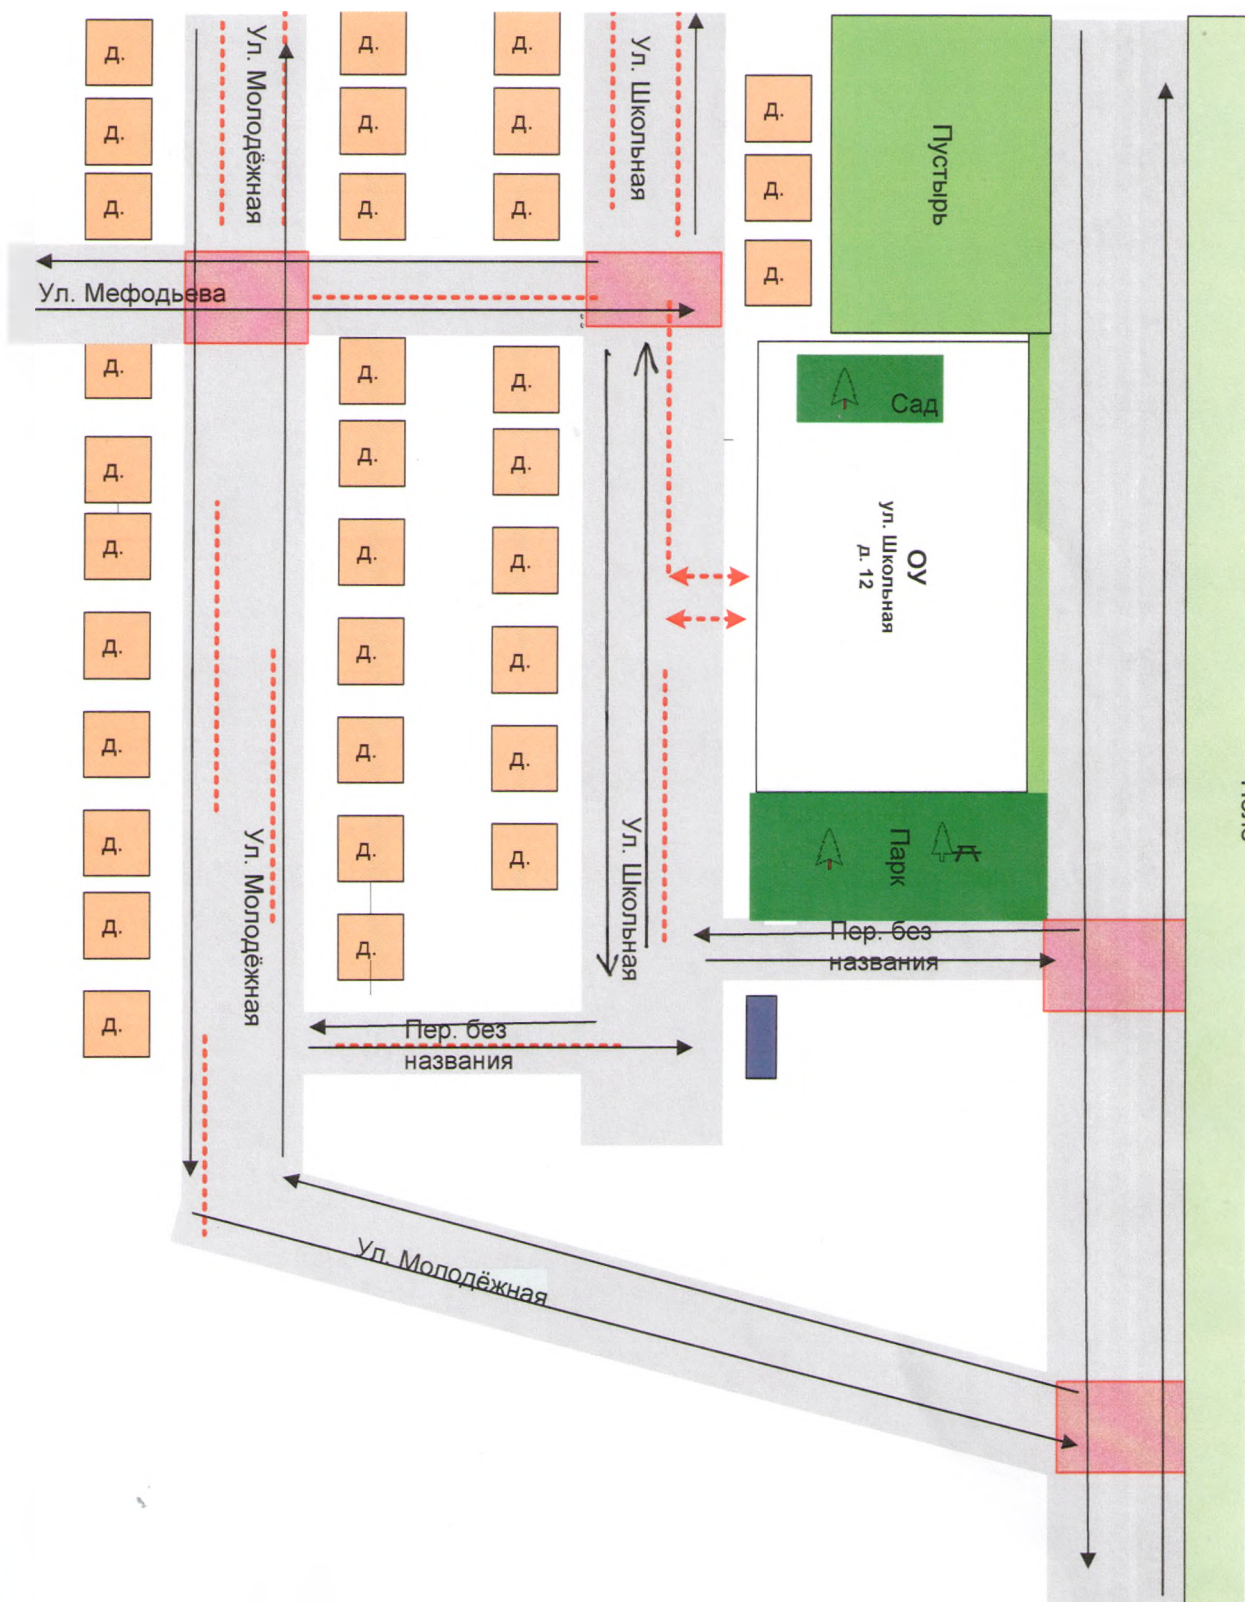 д.
Ул. Молодёжная
д.
д.
Ул. Школьная
д.
д.
д.
д.
Пустырь
д.
д.
д.
д.
д.
Ул. Мефодьева
д.
д.
д.
д.
Сад
д.
д.
д.
ОУ
ул. Школьная
д. 12
д.
д.
д.
д.
д.
д.
д.
д.
д.
Ул. Молодёжная
д.
д.
д.
Ул. Школьная
Парк
д.
д.
Пер. без
названия
д.
Пер. без
названия
Ул. Молодёжная